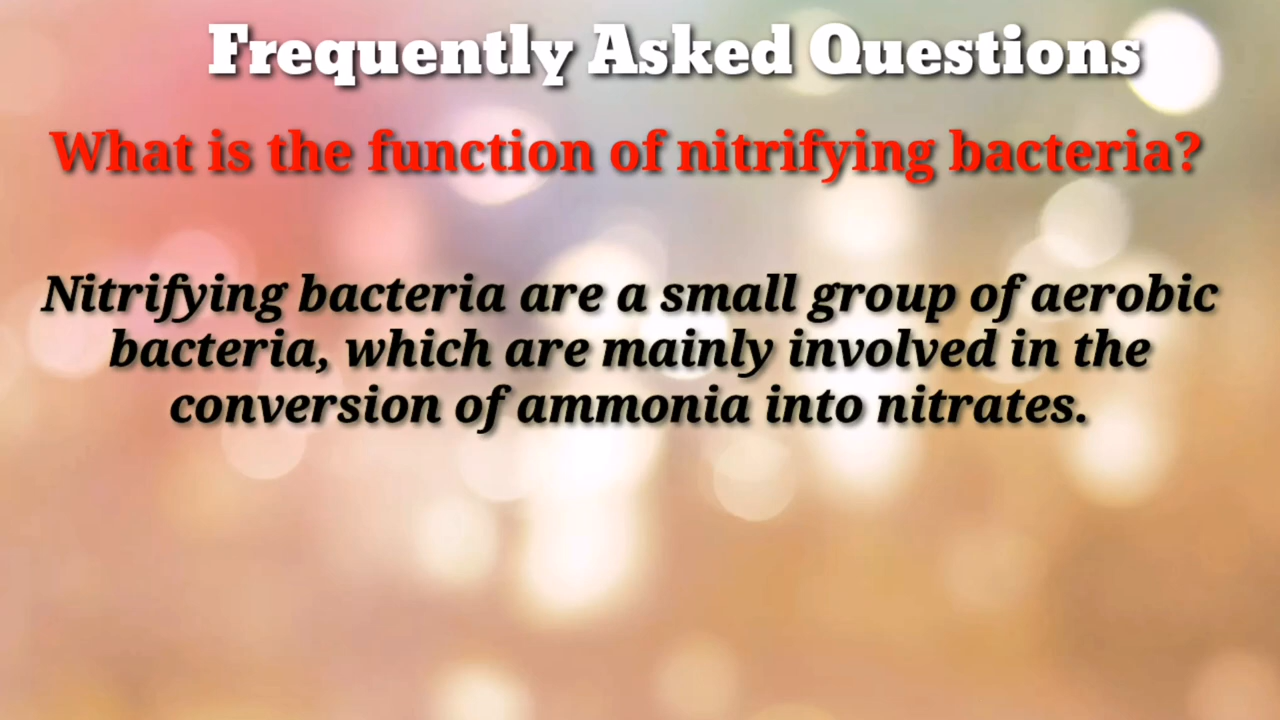 Frequently Asked Questions
What is the function of nitrifying bacteria?
Nitrifying bacteria are a small group of aerobic
bacteria, which are mainly involved in the
conversion of ammonia into nitrates.